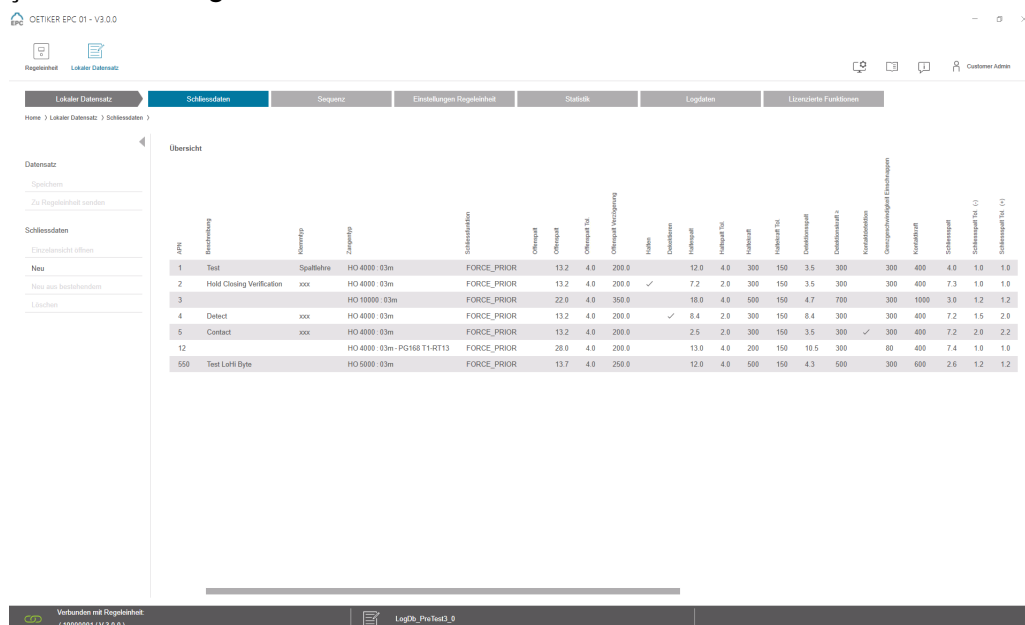 OETIKER EPC 01 - V3.0.0
EPC
Regeleinheit
Lokaler Datensatz
Customer Admin
Lokaler Datensatz
Schliessdaten
Sequenz
Einstellungen Regeleinheit
Statistik
Logdaten
Lizenzierte Funktionen
Home > Lokaler Datensatz > Schliessdaten >
Datensatz
Speichern
Zu Regeleinheit senden
Schliessdaten
Einzelansicht öffnen
Neu
Neu aus bestehendem
Löschen
Übersicht
APN Beschreibung Klemmtyp Zangentyp Schliessfunktion Offenspalt Offenspalt Offenspalt Tol. Offenspalt Verzögerung Halten Detektieren Haltespalt Haltespalt Tol. Haltekraft Haltekraft Tol. Detektionsspalt Detektionskraft ≥ Kontaktdetektion Grenzgeschwindigkeit Einschnappen Kontaktkraft Schliessspalt Schliessspalt Tol. (-) Schliessspalt Tol. (+)
1 Test Spaltlehre HO 4000 : 03m FORCE_PRIOR 13.2 4.0 200.0 12.0 4.0 300 150 3.5 300 300 400 4.0 1.0 1.0
2 Hold Closing Verification xxx HO 4000 : 03m FORCE_PRIOR 13.2 4.0 200.0 ✓ 7.2 2.0 300 150 3.5 300 300 400 7.3 1.0 1.0
3 HO 10000 : 03m FORCE_PRIOR 22.0 4.0 350.0 18.0 4.0 500 150 4.7 700 300 1000 3.0 1.2 1.2
4 Detect xxx HO 4000 : 03m FORCE_PRIOR 13.2 4.0 200.0 ✓ 8.4 2.0 300 150 8.4 300 300 400 7.2 1.5 2.0
5 Contact xxx HO 4000 : 03m FORCE_PRIOR 13.2 4.0 200.0 2.5 2.0 300 150 3.5 300 ✓ 300 400 7.2 2.0 2.2
12 HO 4000 : 03m - PG168 T1-RT13 FORCE_PRIOR 28.0 4.0 200.0 13.0 4.0 200 150 10.5 300 80 400 7.4 1.0 1.0
550 Test LoHi Byte HO 5000 : 03m FORCE_PRIOR 13.7 4.0 250.0 12.0 4.0 500 150 4.3 500 300 600 2.6 1.2 1.2
Verbunden mit Regeleinheit:
LogDb_PreTest3_0